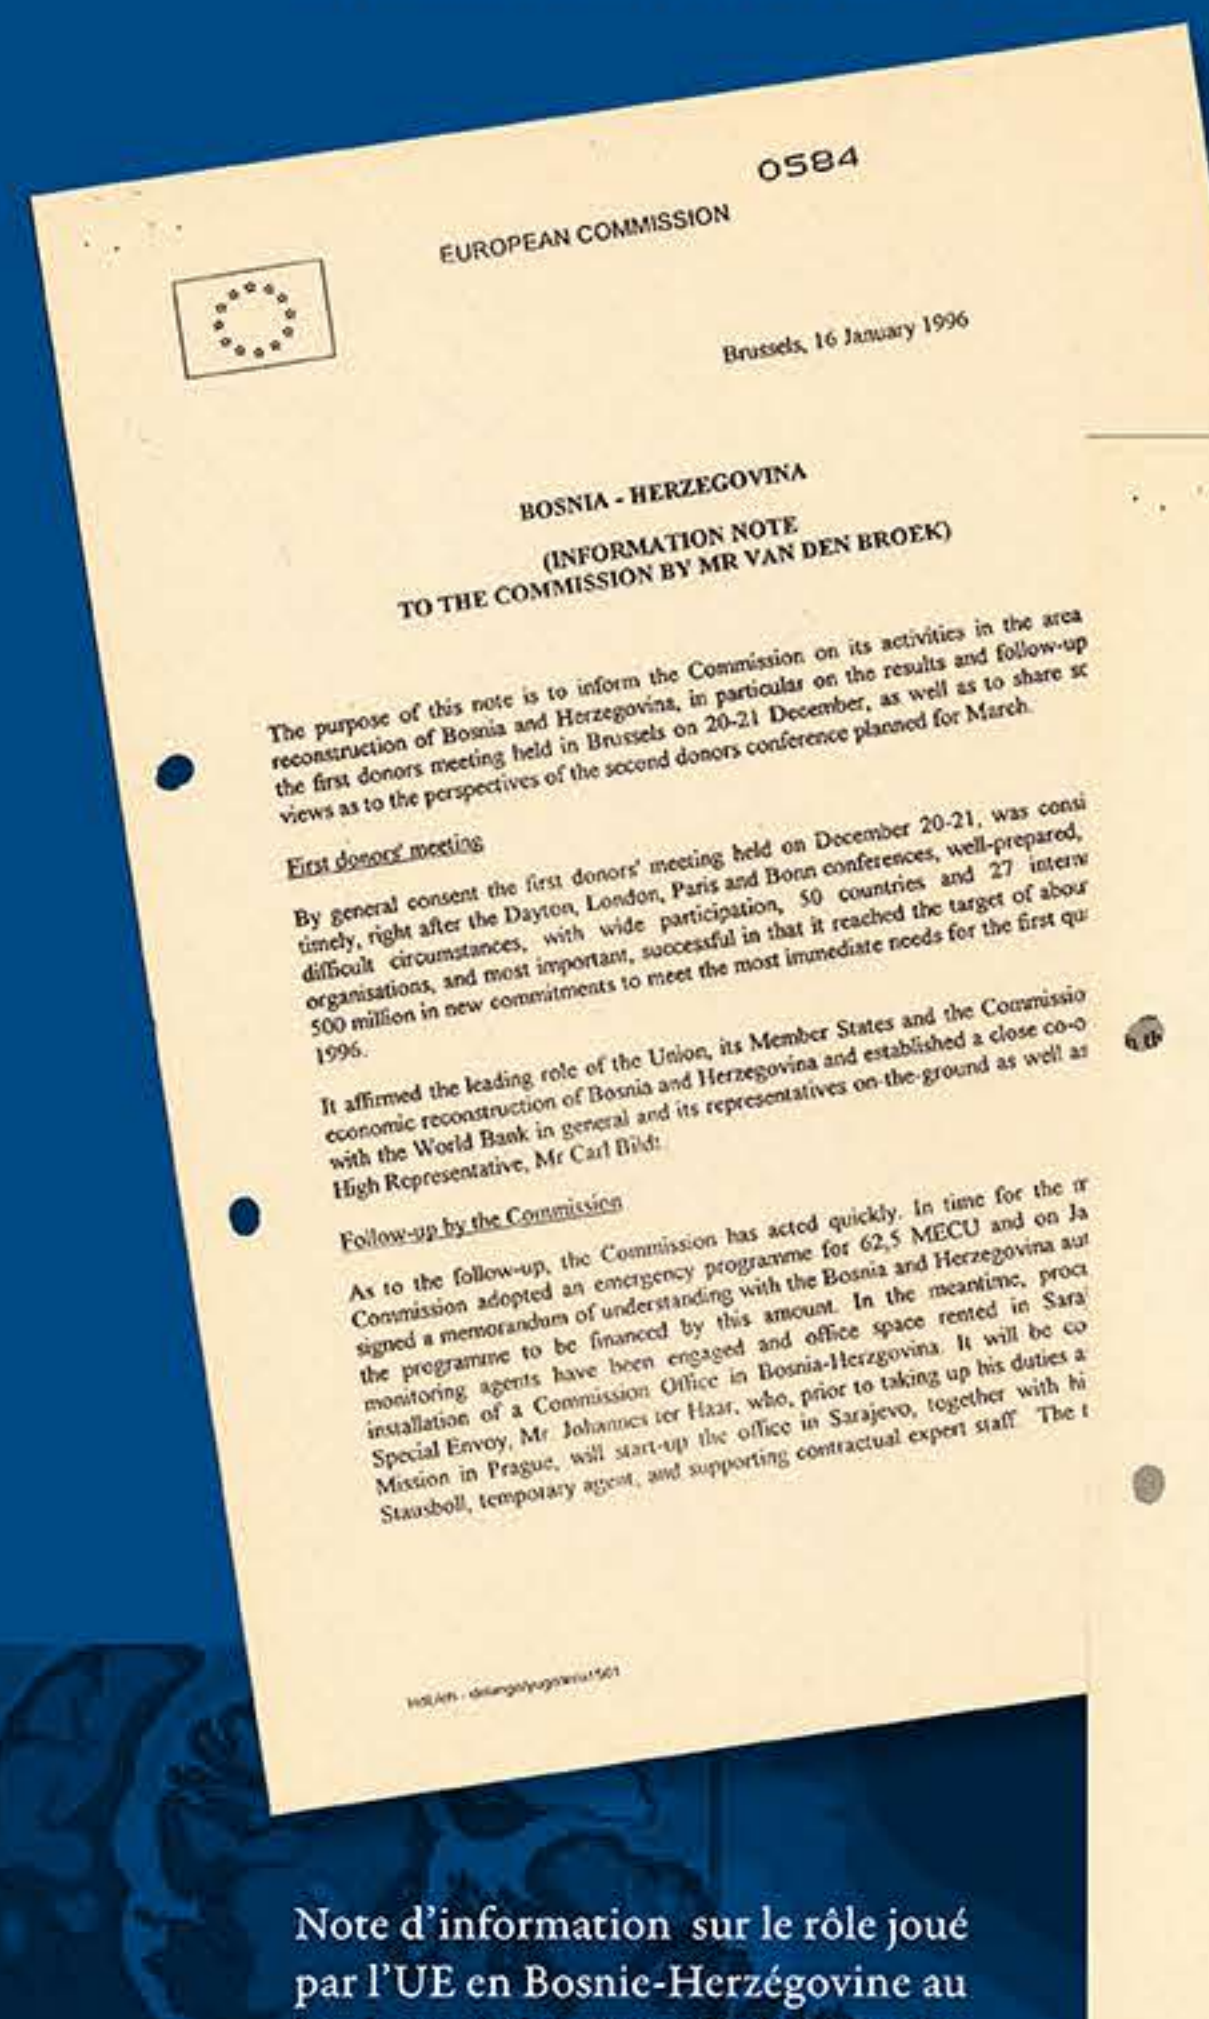 0584
EUROPEAN COMMISSION
Brussels, 16 January 1996
BOSNIA - HERZEGOVINA
(INFORMATION NOTE
TO THE COMMISSION BY MR VAN DEN BROEK)
The purpose of this note is to inform the Commission on its activities in the area
reconstruction of Bosnia and Herzegovina, in particular on the results and follow-up
the first donors meeting held in Brussels on 20-21 December, as well as to share
views as to the perspectives of the second donors conference planned for March.
First donors' meeting
By general consent the first donors' meeting held on December 20-21, was consi
timely, right after the Dayton, London, Paris and Bonn conferences, well-prepared,
difficult circumstances, with wide participation, 50 countries and 27 intern
organisations, and most important, successful in that it reached the target of abou
500 million in new commitments to meet the most immediate needs for the first qu
1996.
It affirmed the leading role of the Union, its Member States and the Commissio
economic reconstruction of Bosnia and Herzegovina and established a close co-o
with the World Bank in general and its representatives on-the-ground as well as
High Representative, Mr Carl Bildt.
Follow-up by the Commission
As to the follow-up, the Commission has acted quickly. In time for the
Commission adopted an emergency programme for 62,5 MECU and on Ja
signed a memorandum of understanding with the Bosnia and Herzegovina aut
the programme to be financed by this amount. In the meantime, proc
monitoring agents have been engaged and office space rented in Sara
installation of a Commission Office in Bosnia-Herzgovina. It will be co
Special Envoy, Mr. Johannes ter Haar, who, prior to taking up his duties a
Mission in Prague, will start-up the office in Sarajevo, together with hi
Stausboll, temporary agent, and supporting contractual expert staff. The t
Note d'information sur le rôle joué
par l'UE en Bosnie-Herzégovine au